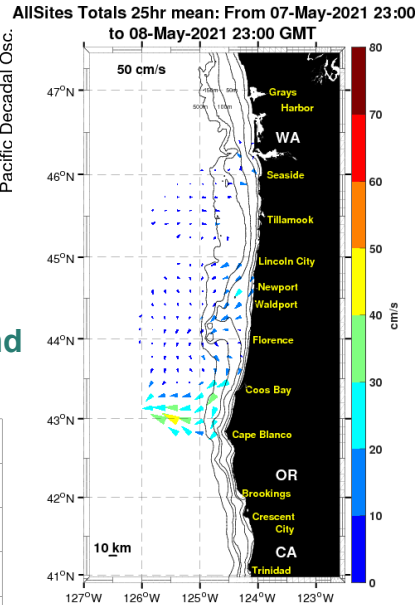 AllSites Totals 25hr mean: From 07-May-2021 23:00
to 08-May-2021 23:00 GMT
Pacific Decadal Osc.
nd
50 cm/s
47°N
46°N
45°N
44°N
43°N
42°N
41°N
127°W
126°W
125°W
124°W
123°W
50m
500m
Grays
Harbor
WA
Seaside
Tillamook
Lincoln City
Newport
Waldport
Florence
Coos Bay
Cape Blanco
OR
Brookings
Crescent
City
CA
Trinidad
10 km
80
70
60
50
40
30
20
10
0
cm/s